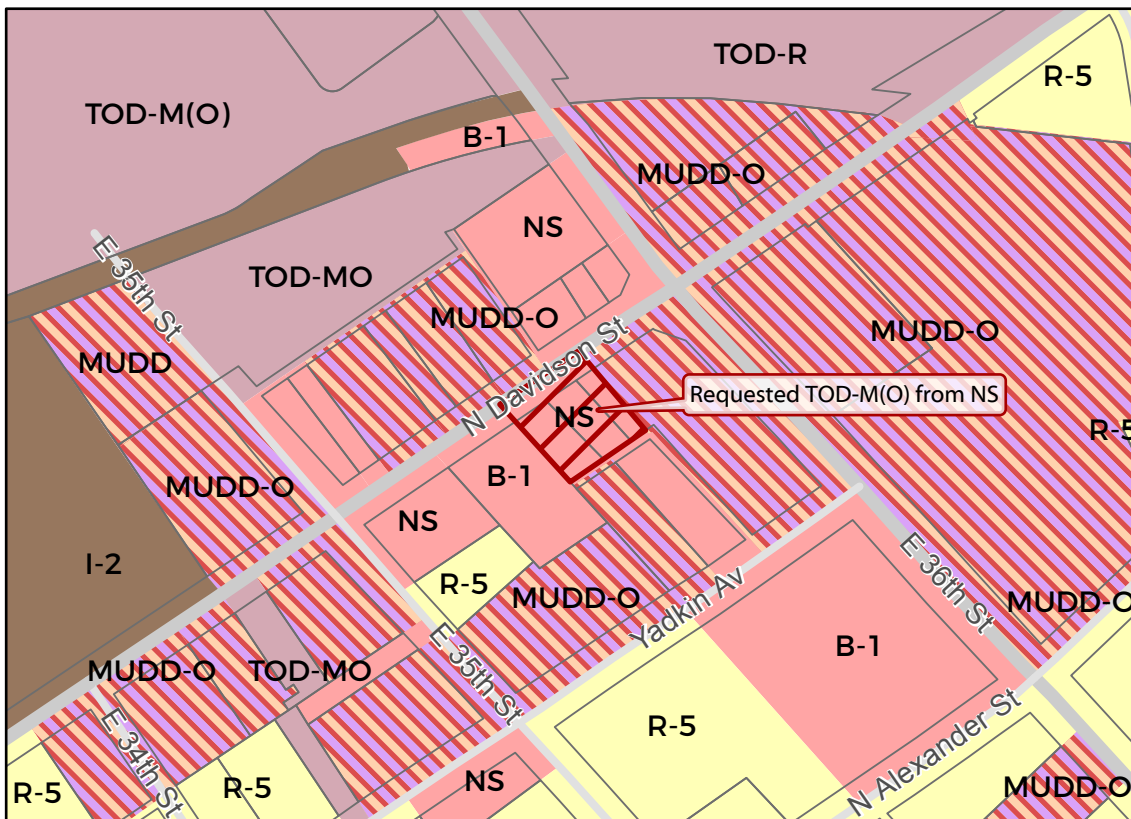 TOD-R
R-5
TOD-M(O)
B-1
MUDD-O
NS
E 35th St
TOD-MO
MUDD-O
MUDD-O
MUDD
N Davidson St
Requested TOD-M(O) from NS
NS
R-5
B-1
MUDD-O
NS
E 36th St
I-2
R-5
MUDD-O
Yadkin Av
MUDD-O
B-1
MUDD-O
TOD-MO
E 35th St
R-5
E 34th St
N Alexander St
NS
R-5
R-5
MUDD-O